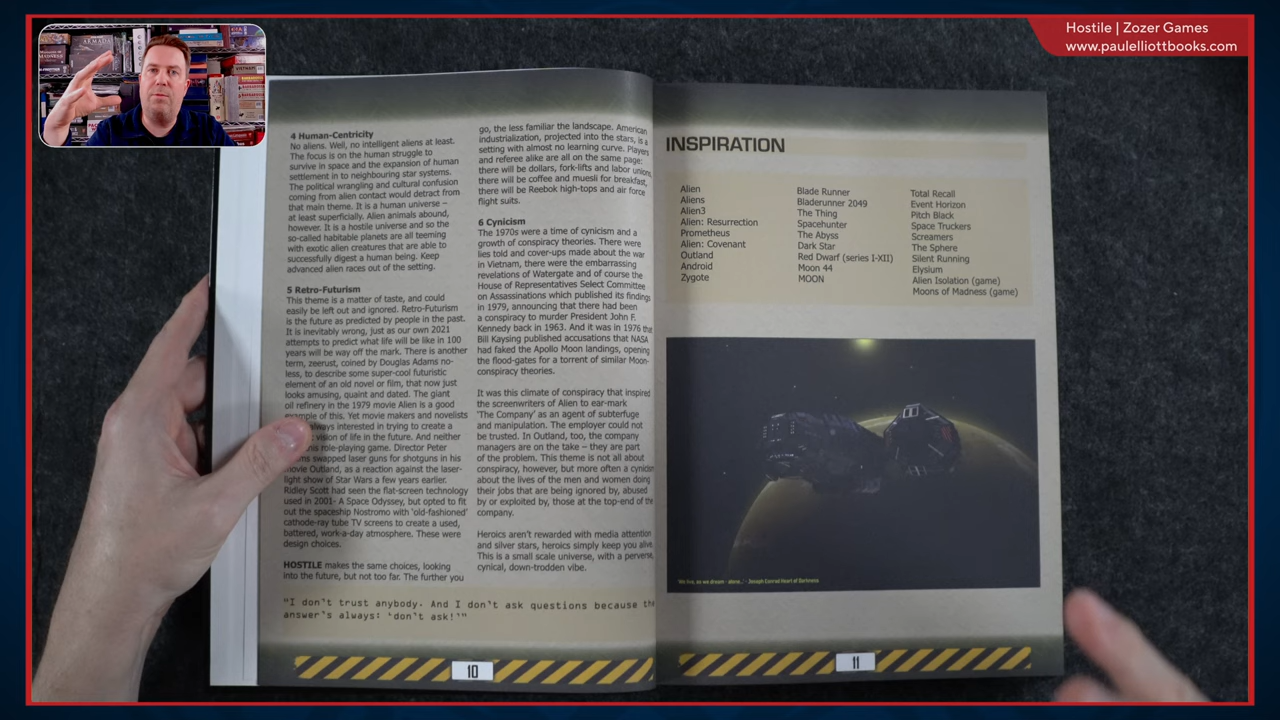 Hostile | Zozer Games
www.paulelliottbooks.com
4 Human-Centricity
No aliens. Well, no intelligent aliens at least.
The focus is on the human struggle to
survive in space and the expansion of human
settlement in to neighbouring star systems.
The political wrangling and cultural confusion
coming from alien contact would detract from
that main theme. It is a human universe –
at least superficially. Alien animals abound,
however. It is a hostile universe and so the
so-called habitable planets are all teeming
with exotic alien creatures that are able to
successfully digest a human being. Keep
advanced alien races out of the setting.
5 Retro-Futurism
This theme is a matter of taste, and could
easily be left out and ignored. Retro-Futurism
is the future as predicted by people in the past.
It is inevitably wrong, just as our own 2021
attempts to predict what life will be like in 100
years will be way off the mark. There is another
term, zeerust, coined by Douglas Adams no-
less, to describe some super-cool futuristic
element of an old novel or film, that now just
looks amusing, quaint and dated. The giant
oil refinery in the 1979 movie Alien is a good
example of this. Yet movie makers and novelists
always interested in trying to create a
vision of life in the future. And neither
this role-playing game. Director Peter
swapped laser guns for shotguns in his
movie Outland, as a reaction against the laser-
light show of Star Wars a few years earlier.
Ridley Scott had seen the flat-screen technology
used in 2001- A Space Odyssey, but opted to fit
out the spaceship Nostromo with 'old-fashioned'
cathode-ray tube TV screens to create a used,
battered, work-a-day atmosphere. These were
design choices.
HOSTILE makes the same choices, looking
into the future, but not too far. The further you
go, the less familiar the landscape. American
industrialization, projected into the stars, is a
setting with almost no learning curve. Players
and referee alike are all on the same page:
there will be dollars, fork-lifts and labor unions,
there will be coffee and muesli for breakfast,
there will be Reebok high-tops and air force
flight suits.
6 Cynicism
The 1970s were a time of cynicism and a
growth of conspiracy theories. There were
lies told and cover-ups made about the war
in Vietnam, there were the embarrassing
revelations of Watergate and of course the
House of Representatives Select Committee
on Assassinations which published its findings
in 1979, announcing that there had been
a conspiracy to murder President John F.
Kennedy back in 1963. And it was in 1976 that
Bill Kaysing published accusations that NASA
had faked the Apollo Moon landings, opening
the flood-gates for a torrent of similar Moon-
conspiracy theories.
It was this climate of conspiracy that inspired
the screenwriters of Alien to ear-mark
'The Company' as an agent of subterfuge
and manipulation. The employer could not
be trusted. In Outland, too, the company
managers are on the take – they are part
of the problem. This theme is not all about
conspiracy, however, but more often a cynicism
about the lives of the men and women doing
their jobs that are being ignored by, abused
by or exploited by, those at the top-end of the
company.
Heroics aren't rewarded with media attention
and silver stars, heroics simply keep you alive.
This is a small scale universe, with a perverse,
cynical, down-trodden vibe.
"I don't trust anybody. And I don't ask questions because the
answer's always: 'don't ask!'"
10
INSPIRATION
Alien
Aliens
Alien3
Alien: Resurrection
Prometheus
Alien: Covenant
Outland
Android
Zygote
Blade Runner
Bladerunner 2049
The Thing
Spacehunter
The Abyss
Dark Star
Red Dwarf (series I-XII)
Moon 44
MOON
Total Recall
Event Horizon
Pitch Black
Space Truckers
Screamers
The Sphere
Silent Running
Elysium
Alien Isolation (game)
Moons of Madness (game)
'We live, as we dream - alone...' - Joseph Conrad Heart of Darkness
11